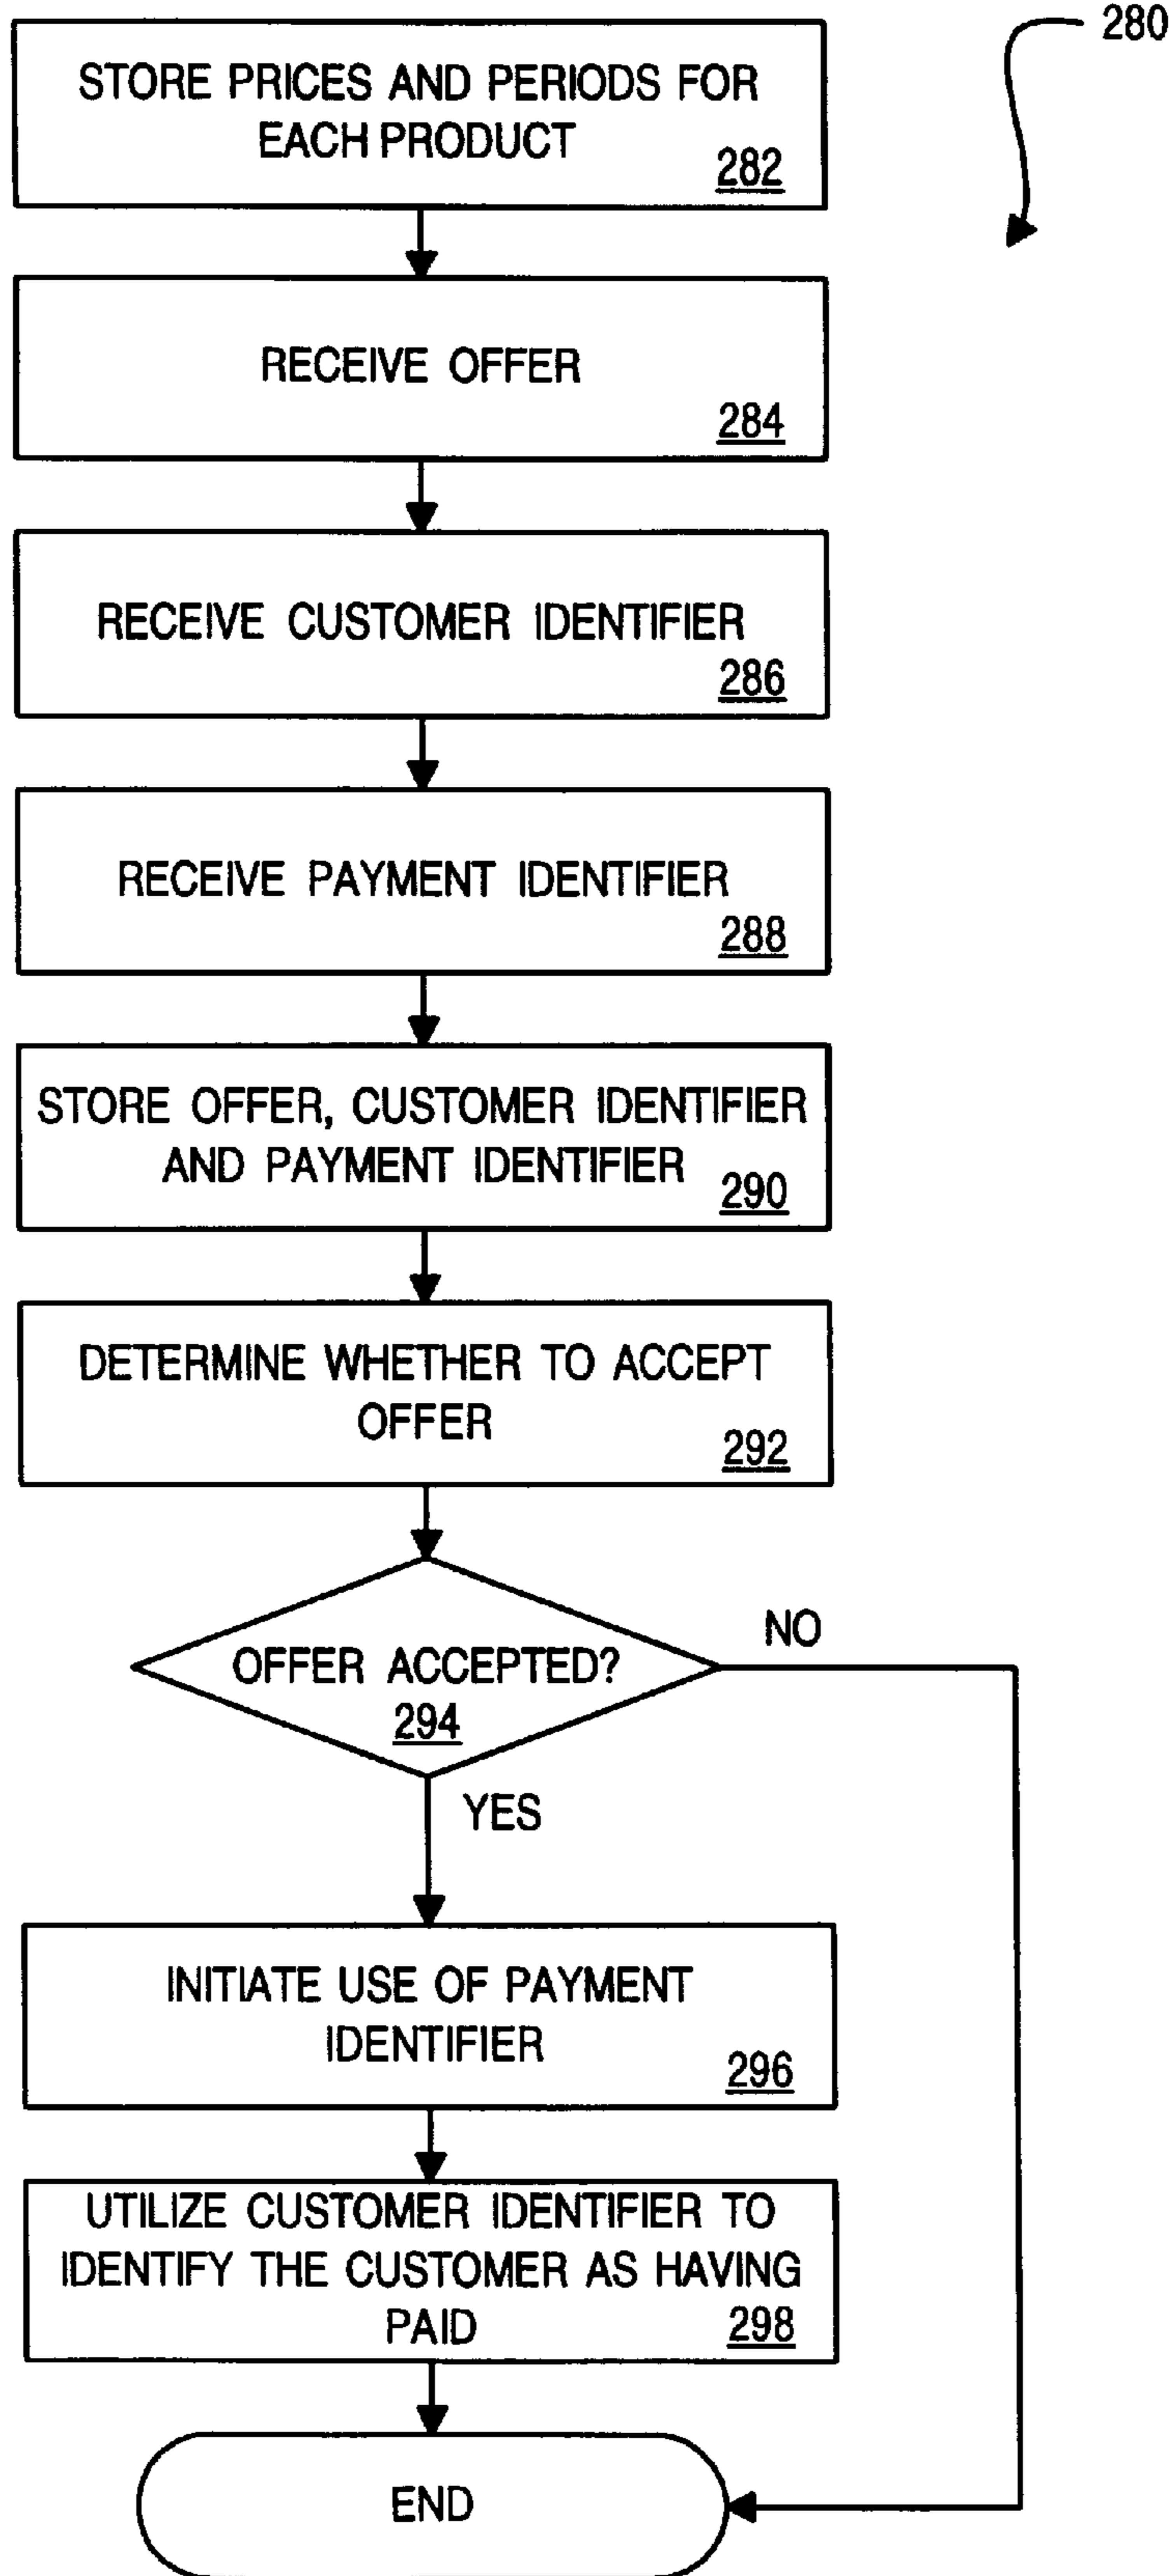 280
STORE PRICES AND PERIODS FOR
EACH PRODUCT
282
RECEIVE OFFER
284
RECEIVE CUSTOMER IDENTIFIER
286
RECEIVE PAYMENT IDENTIFIER
288
STORE OFFER, CUSTOMER IDENTIFIER
AND PAYMENT IDENTIFIER
290
DETERMINE WHETHER TO ACCEPT
OFFER
292
OFFER ACCEPTED?
294
NO
YES
INITIATE USE OF PAYMENT
IDENTIFIER
296
UTILIZE CUSTOMER IDENTIFIER TO
IDENTIFY THE CUSTOMER AS HAVING
PAID
298
END